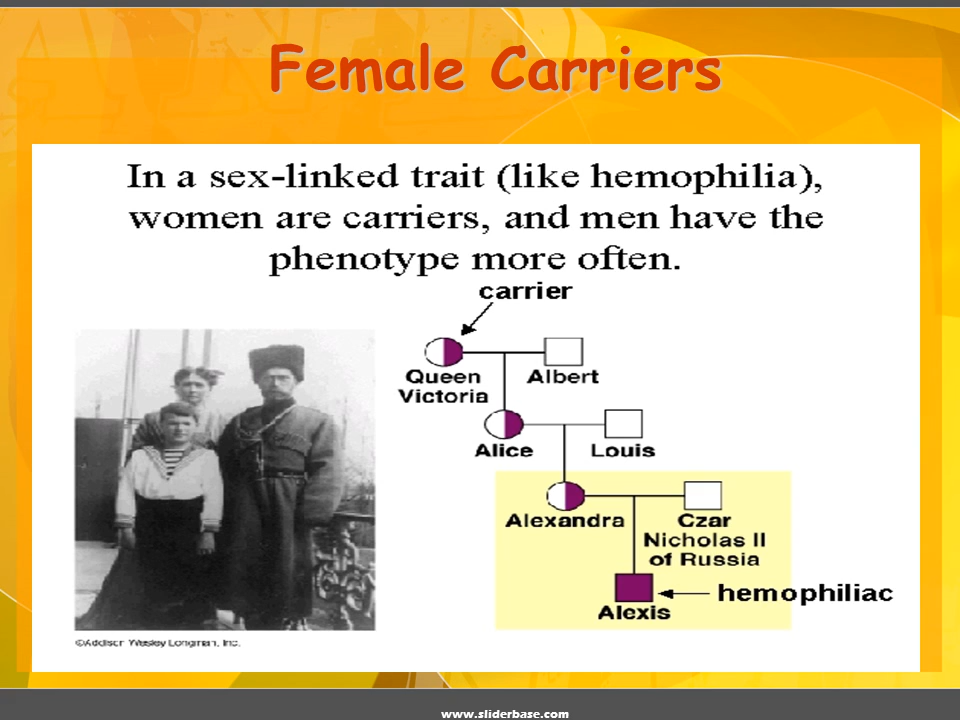 Female Carriers
In a sex-linked trait (like hemophilia),
women are carriers, and men have the
phenotype more often.
carrier
Queen
Victoria
Albert
Alice
Louis
Alexandra
Czar
Nicholas II
of Russia
hemophiliac
Alexis
©Addison Wesley Longman, Inc.
www.sliderbase.com